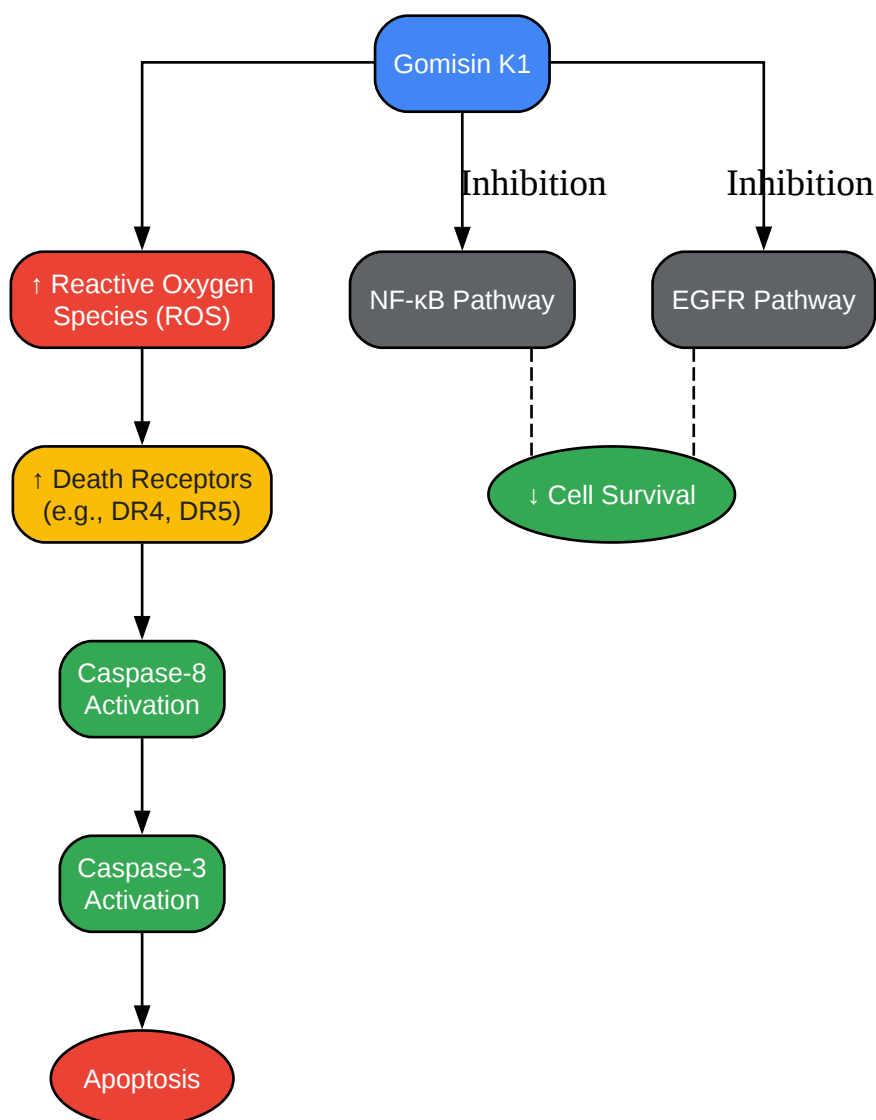 Gomisin K1
Inhibition
Inhibition
↑ Reactive Oxygen
Species (ROS)
NF-κB Pathway
EGFR Pathway
↑ Death Receptors
(e.g., DR4, DR5)
↓ Cell Survival
Caspase-8
Activation
Caspase-3
Activation
Apoptosis